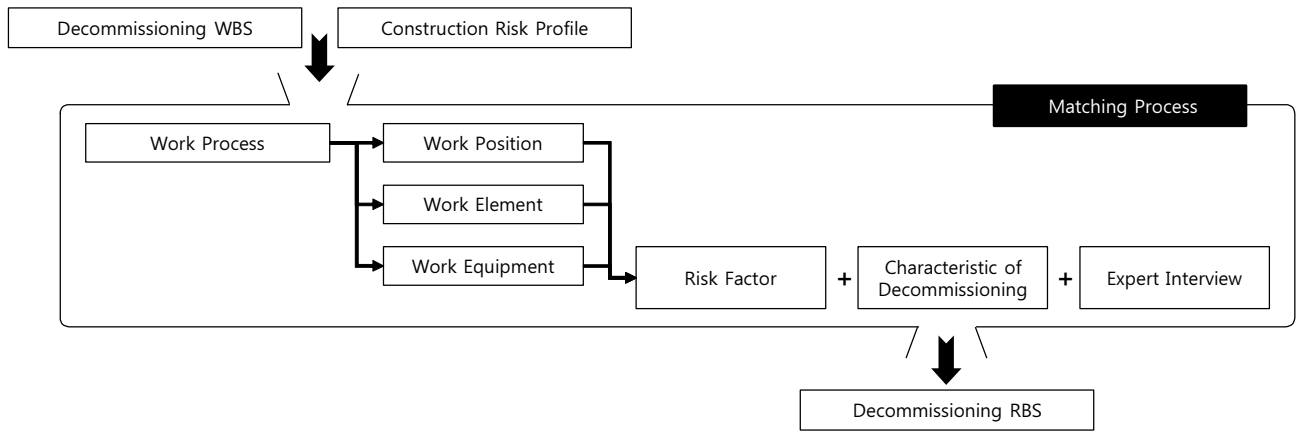 Decommissioning WBS
Construction Risk Profile
Matching Process
Work Process
Work Position
Work Element
Work Equipment
Risk Factor
+
Characteristic of
Decommissioning
+
Expert Interview
Decommissioning RBS